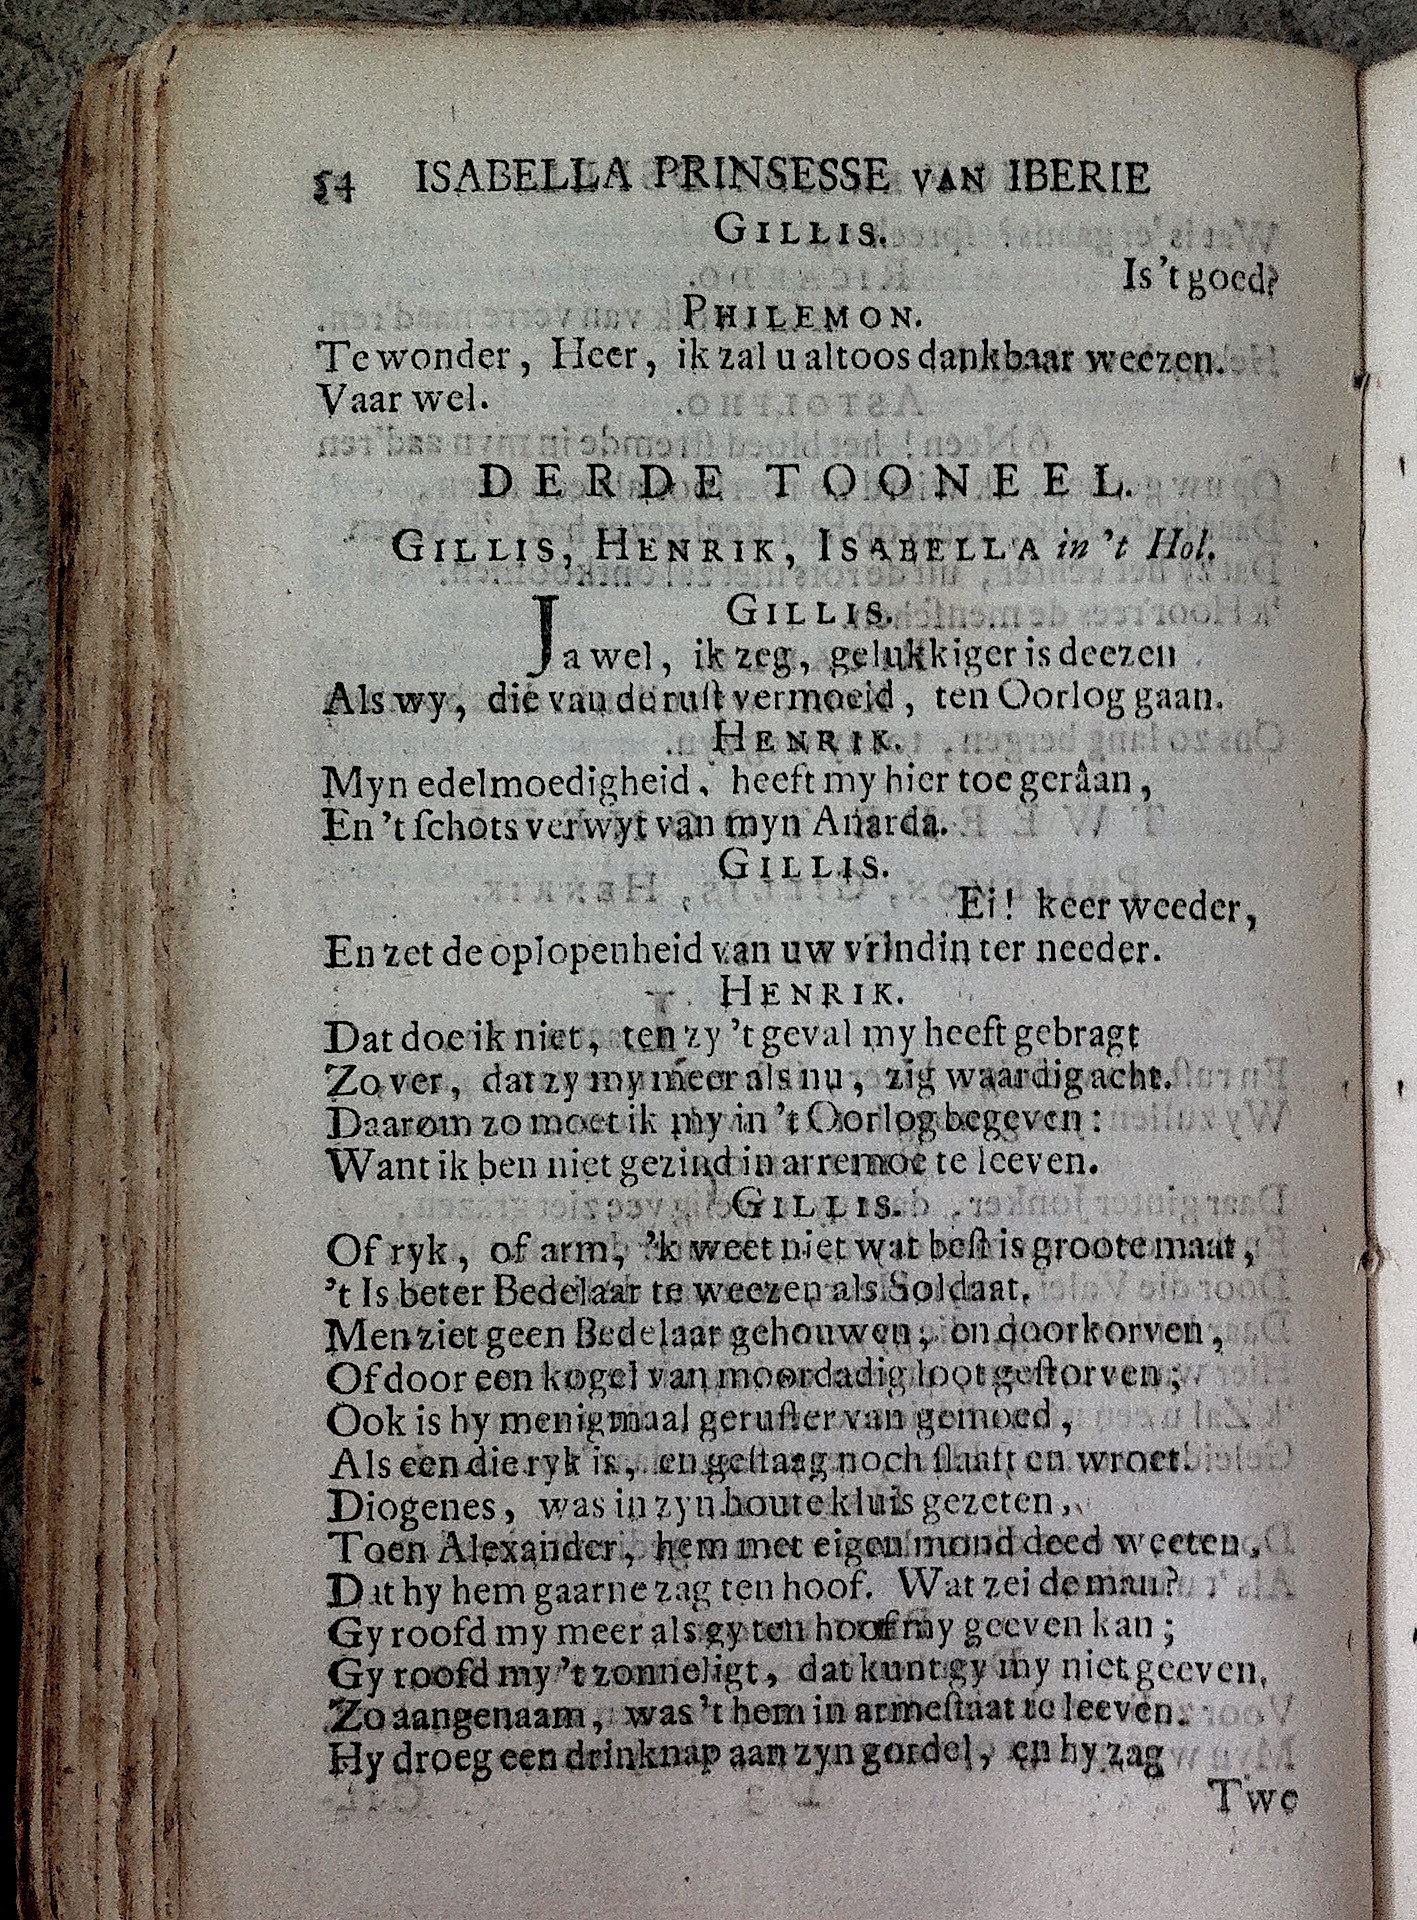 54 ISABELLA PRINSESSE VAN IBERIE
GILLIS.
Is 't goed?
PHILEMON.
Te wonder, Heer, ik zal u altoos dankbaar weezen.
Vaar wel.
DERDE TOONEEL.
GILLIS, HENRIK, ISABELLA in 't Hol.
GILLIS.
Ja wel, ik zeg, gelukkiger is deezen
Als wy, die van de ruſt vermoeid, ten Oorlog gaan.
HENRIK.
Myn edelmoedigheid, heeft my hier toe gerâan,
En 't ſchots verwyt van myn Anarda.
GILLIS.
Ei! keer weeder,
En zet de oplopenheid van uw vrindin ter needer.
HENRIK.
Dat doe ik niet, ten zy 't geval my heeft gebragt
Zo ver, dat zy my meer als nu, zig waardig acht.
Daarom zo moet ik my in 't Oorlog begeven:
Want ik ben niet gezind in arremoe te leeven.
GILLIS.
Of ryk, of arm, 'k weet niet wat beſt is groote maat,
't Is beter Bedelaar te weezen als Soldaat.
Men ziet geen Bedelaar gehouwen, en doorkorven,
Of door een kogel van moordadig loot geſtorven;
Ook is hy menigmaal geruſter van gemoed,
Als een die ryk is, en geſtaag noch ſlaaft en wroet.
Diogenes, was in zyn houte kluis gezeten,
Toen Alexander, hem met eigen mond deed weeten,
Dat hy hem gaarne zag ten hoof. Wat zei de man?
Gy roofd my meer als gy ten hoof my geeven kan;
Gy roofd my 't zonneligt, dat kunt gy my niet geeven,
Zo aangenaam, was 't hem in armeſtaat te leeven.
Hy droeg een drinknap aan zyn gordel, en hy zag
Twe